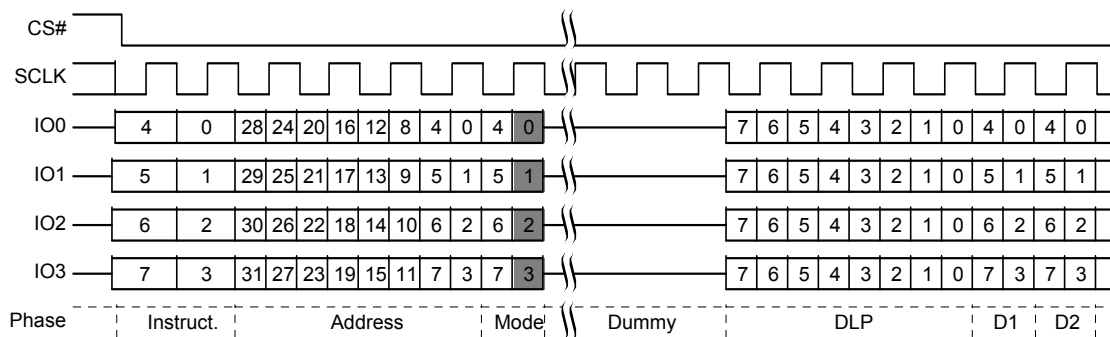 CS#
SCLK
IO0 4 0 28 24 20 16 12 8 4 0 4 0 7 6 5 4 3 2 1 0 4 0 4 0
IO1 5 1 29 25 21 17 13 9 5 1 5 1 7 6 5 4 3 2 1 0 5 1 5 1
IO2 6 2 30 26 22 18 14 10 6 2 6 2 7 6 5 4 3 2 1 0 6 2 6 2
IO3 7 3 31 27 23 19 15 11 7 3 7 3 7 6 5 4 3 2 1 0 7 3 7 3
Phase Instruct. Address Mode Dummy DLP D1 D2